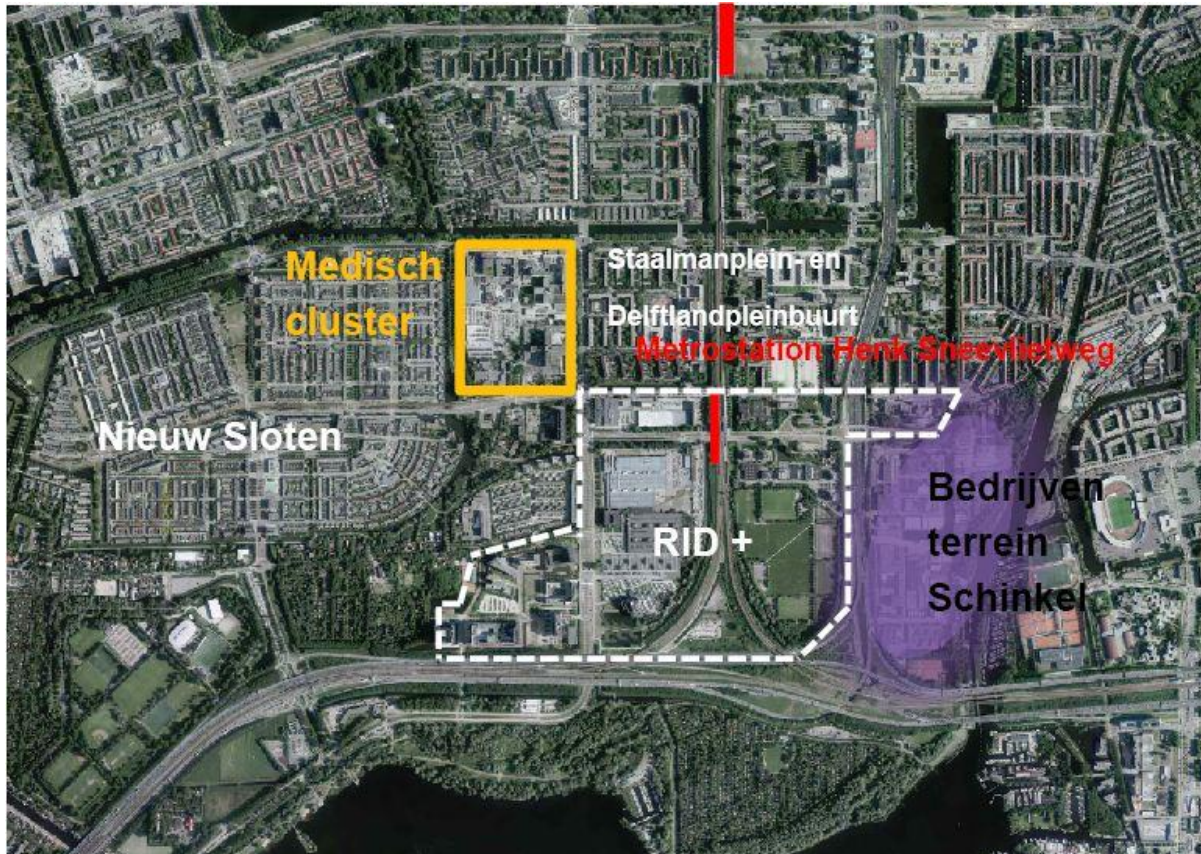 Medisch
cluster
Staalmanplein- en
Delftlandpleinbuurt
Metrostation Henk Sneevlietweg
Nieuw Sloten
RID +
Bedrijven
terrein
Schinkel